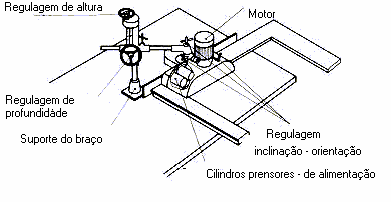 Regulagem de altura
Motor
Regulagem de
profundidade
Suporte do braço
Regulagem
inclinação - orientação
Cilindros prensores - de alimentação